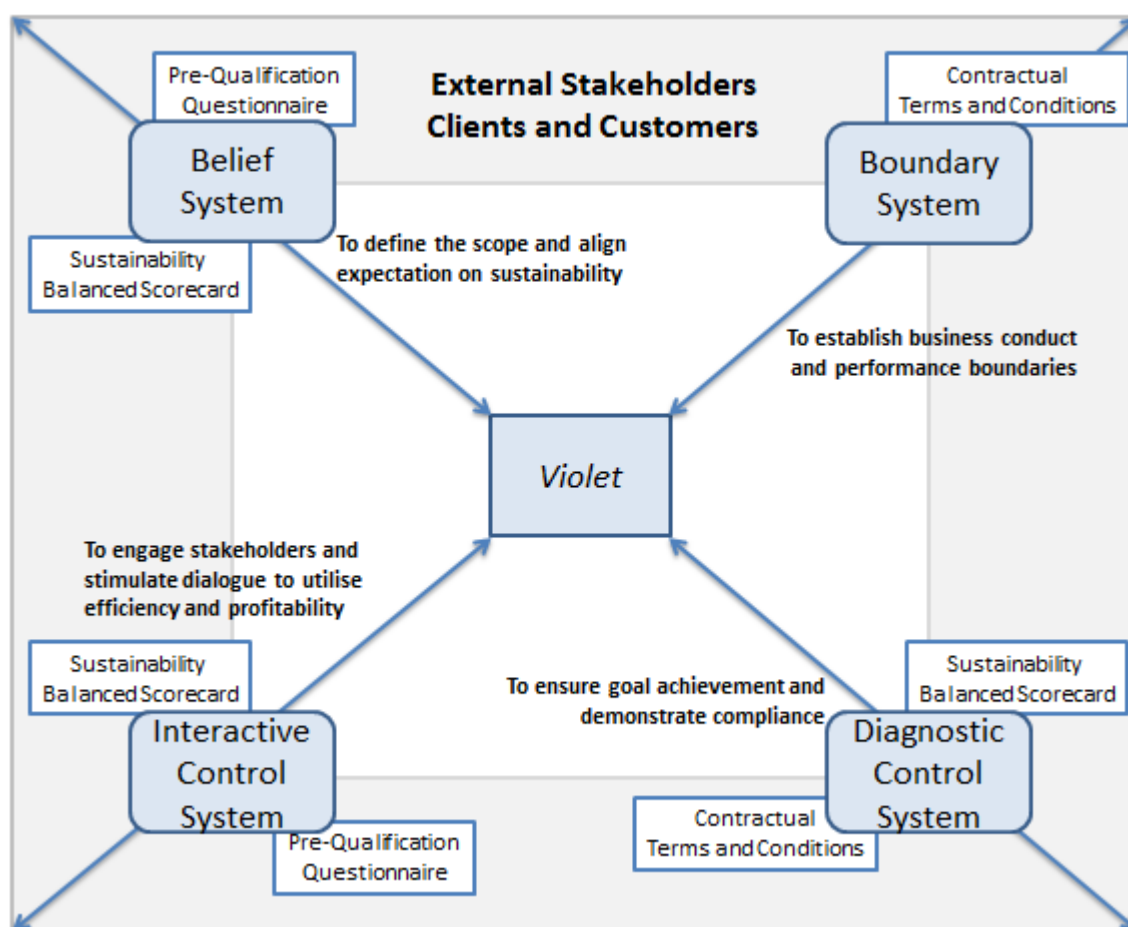 Pre-Qualification
Questionnaire
External Stakeholders
Clients and Customers
Contractual
Terms and Conditions
Belief
System
Boundary
System
Sustainability
Balanced Scorecard
To define the scope and align
expectation on sustainability
To establish business conduct
and performance boundaries
Violet
To engage stakeholders and
stimulate dialogue to utilise
efficiency and profitability
Sustainability
Balanced Scorecard
To ensure goal achievement and
demonstrate compliance
Sustainability
Balanced Scorecard
Interactive
Control
System
Diagnostic
Control
System
Pre-Qualification
Questionnaire
Contractual
Terms and Conditions